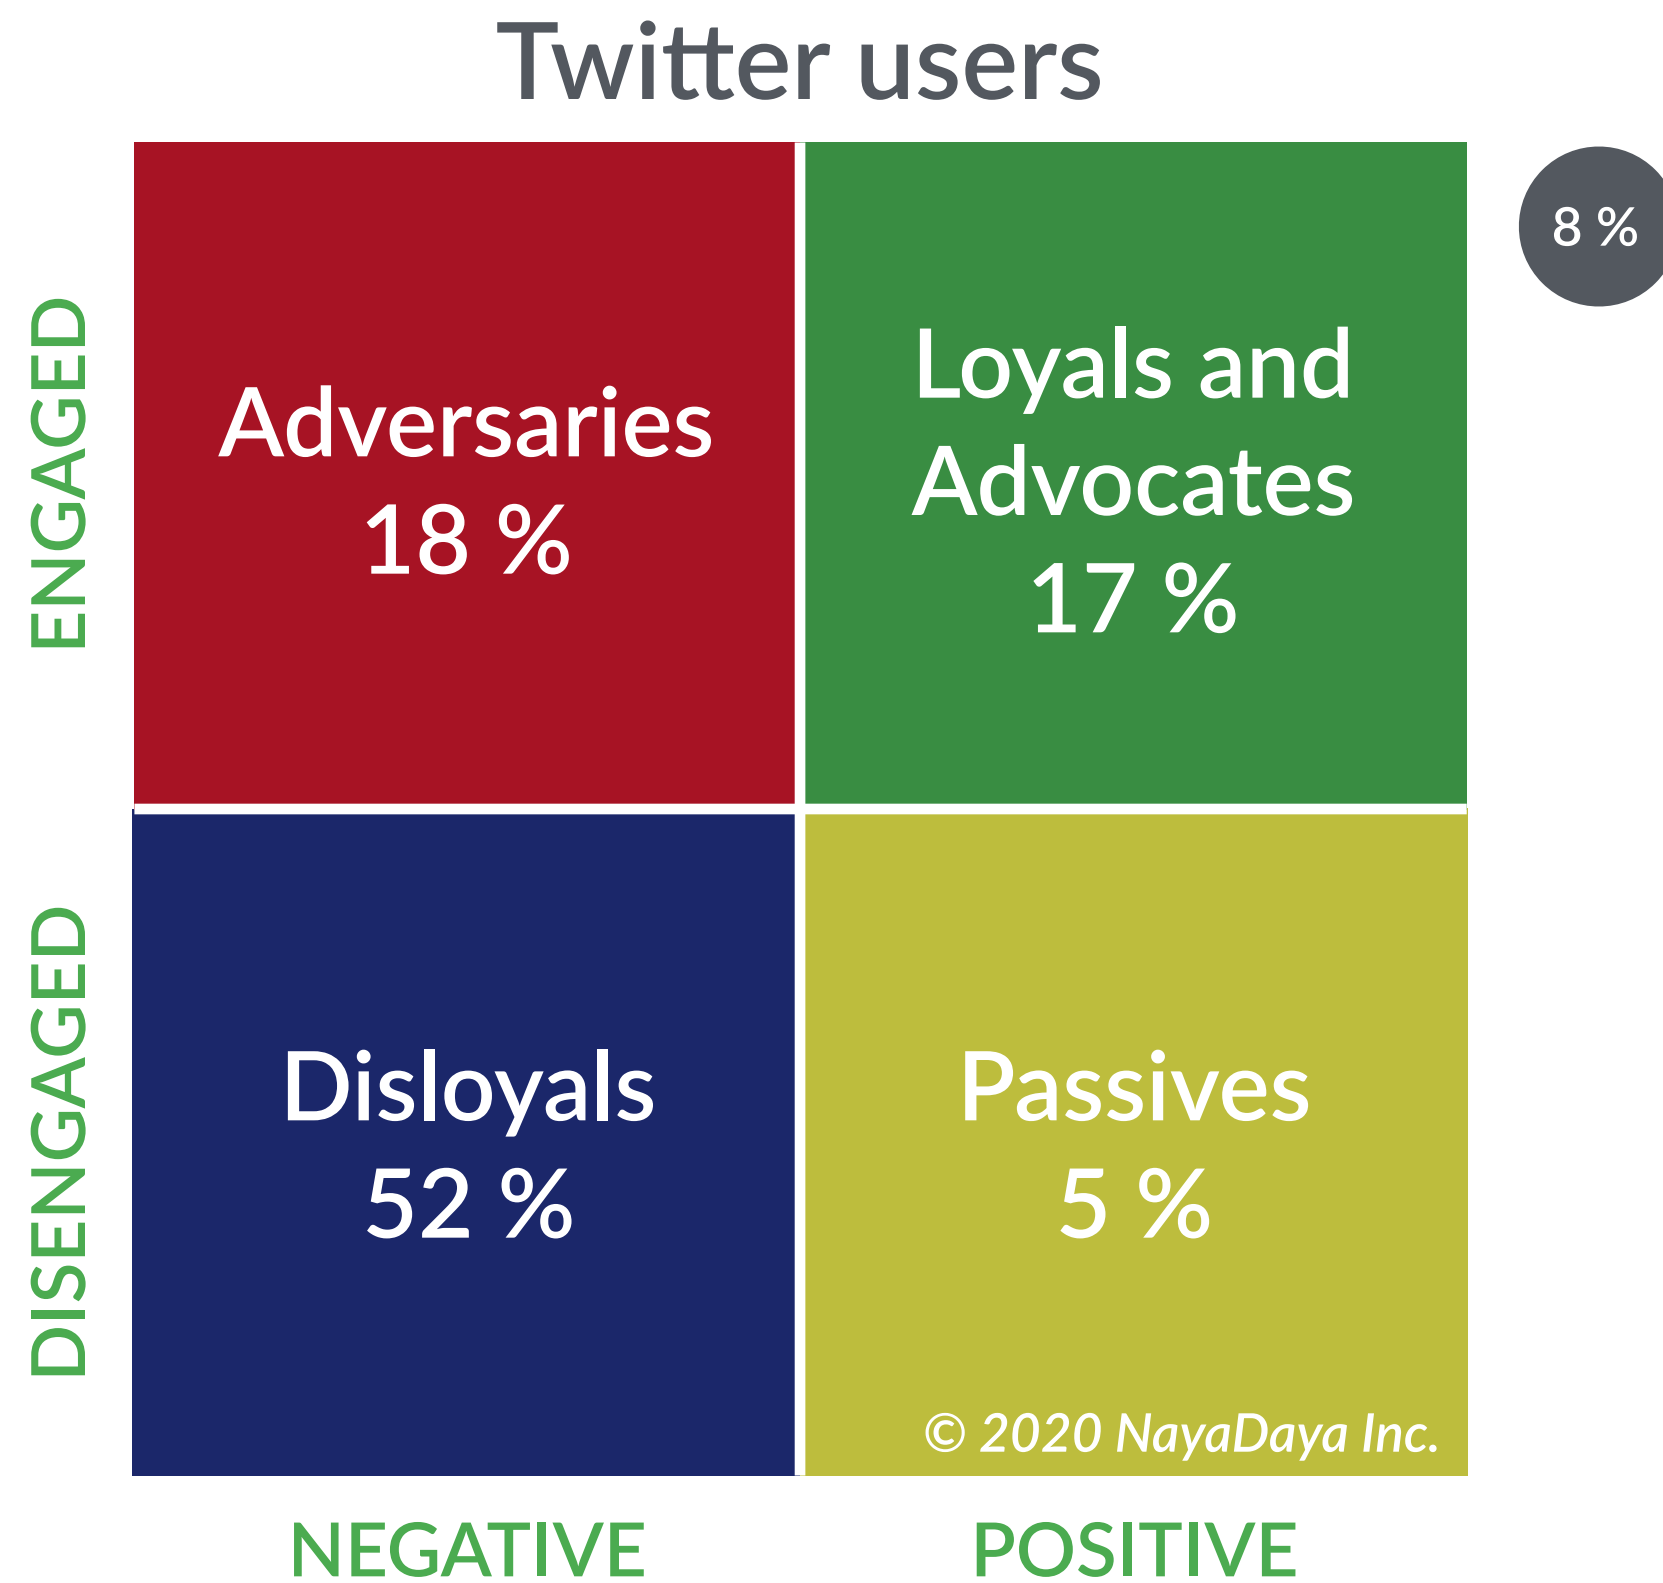 Twitter users
8 %
ENGAGED
Adversaries
18 %
Loyals and
Advocates
17 %
DISENGAGED
Disloyals
52 %
Passives
5 %
© 2020 NayaDaya Inc.
NEGATIVE
POSITIVE